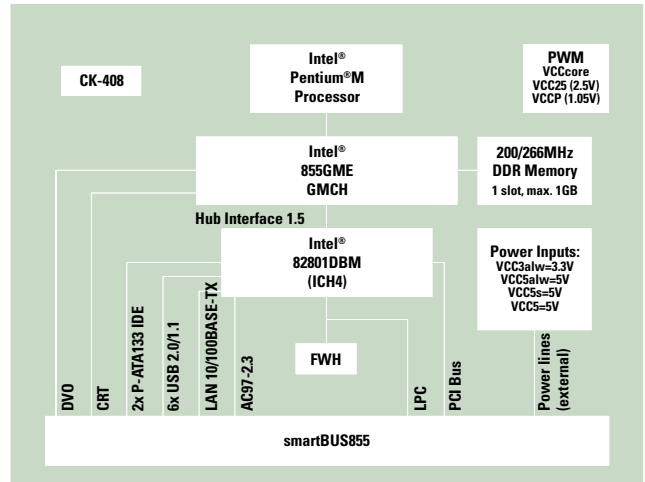 CK-408
Intel®
Pentium®M
Processor
PWM
VCCcore
VCC25 (2.5V)
VCCP (1.05V)
Intel®
855GME
GMCH
200/266MHz
DDR Memory
1 slot, max. 1GB
Hub Interface 1.5
Intel®
82801DBM
(ICH4)
Power Inputs:
VCC3alw=3.3V
VCC5alw=5V
VCC5s=5V
VCC5=5V
FWH
DVO
CRT
2x P-ATA133 IDE
6x USB 2.0/1.1
LAN 10/100BASE-TX
AC97-2.3
LPC
PCI Bus
Power lines
(external)
smartBUS855